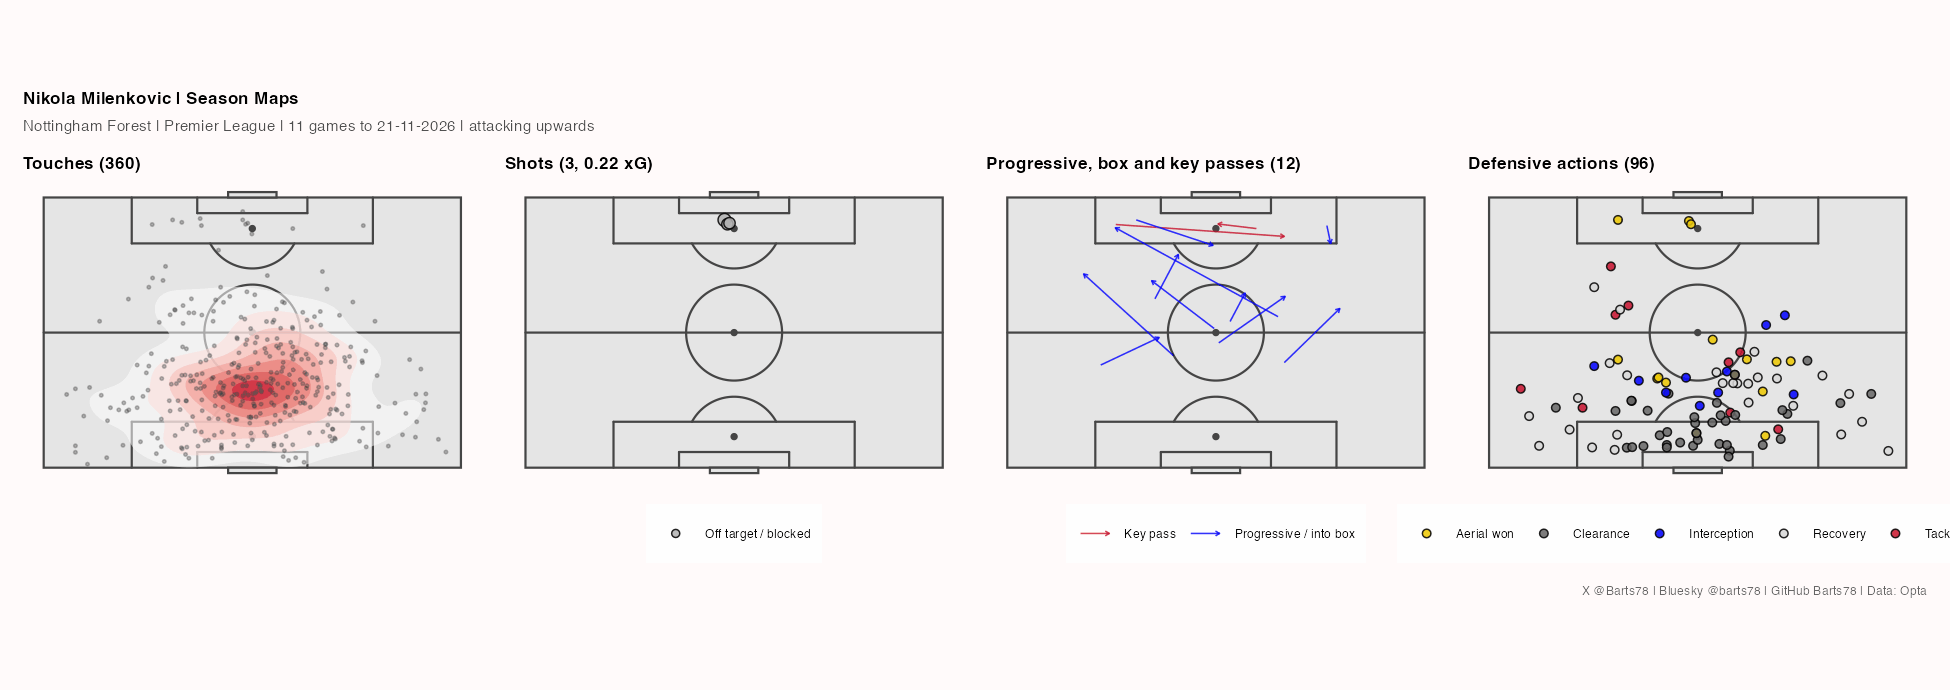 Nikola Milenkovic | Season Maps
Nottingham Forest | Premier League | 11 games to 21-11-2026 | attacking upwards
Touches (360)
Shots (3, 0.22 xG)
Progressive, box and key passes (12)
Defensive actions (96)
Off target / blocked
Key pass
Progressive / into box
Aerial won
Clearance
Interception
Recovery
Tack
X @Barts78 | Bluesky @barts78 | GitHub Barts78 | Data: Opta